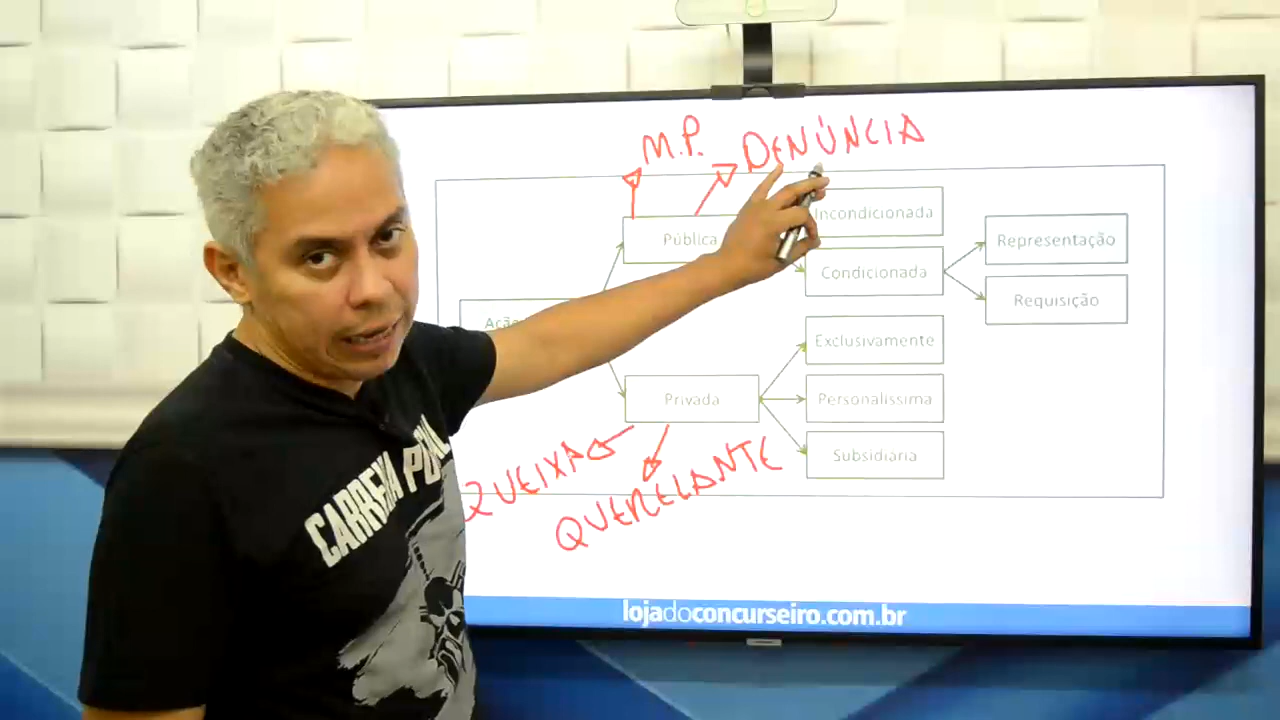 M.P.
DENÚNCIA
Incondicionada
Pública
Representação
Condicionada
Requisição
Exclusivamente
Privada
Personalíssima
Subsidiária
QUEIXA
QUERELANTE
CARREIRA
lojadoconcurseiro.com.br